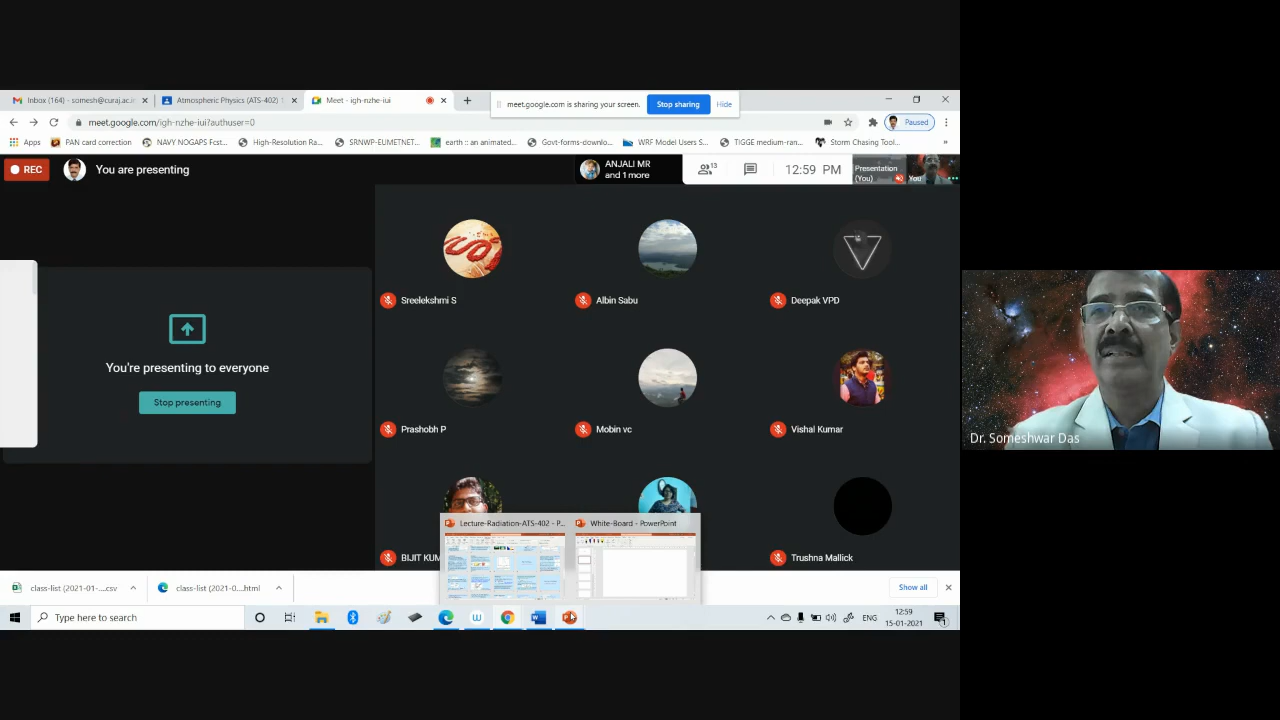 Inbox (164) - somesh@curaj.ac.i
Atmospheric Physics (ATS-402) 1
Meet - igh-nzhe-iui
meet.google.com is sharing your screen.
Stop sharing
Hide
meet.google.com/igh-nzhe-iui?authuser=0
Paused
Apps
PAN card correction
NAVY NOGAPS Fcst...
High-Resolution Ra...
SRNWP-EUMETNET...
earth :: an animated...
Govt-forms-downlo...
WRF Model Users S...
TIGGE medium-ran...
Storm Chasing Tool...
REC
You are presenting
ANJALI MR
and 1 more
13
12:59 PM
Presentation
(You)
You
Sreelekshmi S
Albin Sabu
Deepak VPD
You're presenting to everyone
Stop presenting
Prashobh P
Mobin vc
Vishal Kumar
Dr. Someshwar Das
Lecture-Radiation-ATS-402 - P...
White-Board - PowerPoint
BIJIT KUM
Trushna Mallick
class-list (2021-01-....csv
class-list (2021-0....html
Show all
Type here to search
ENG
12:59
15-01-2021